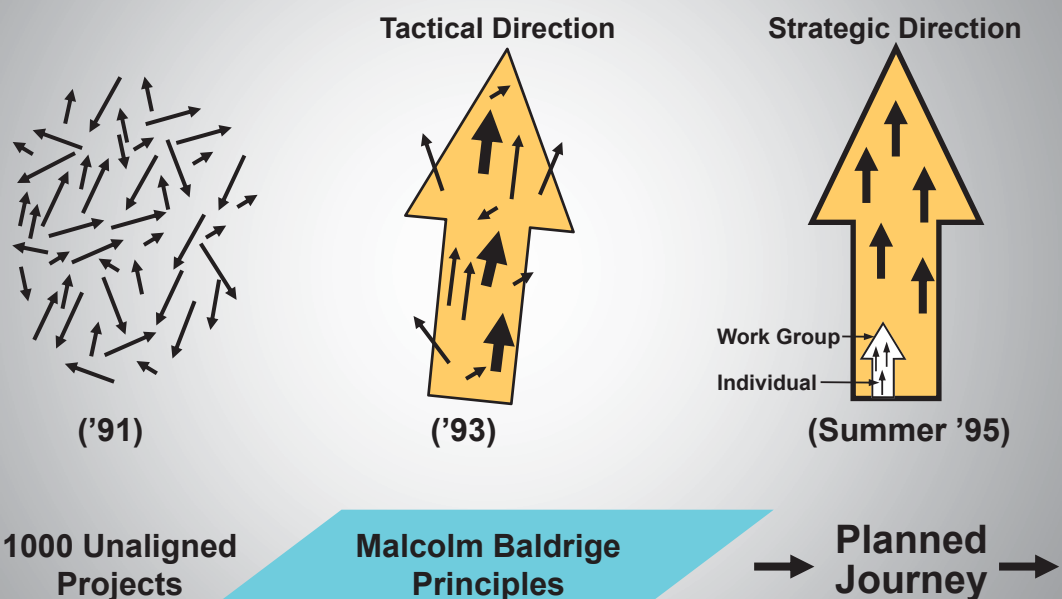 Tactical Direction
Strategic Direction
Work Group
Individual
(’91)
(’93)
(Summer ’95)
1000 Unaligned
Projects
Malcolm Baldrige
Principles
Planned
Journey